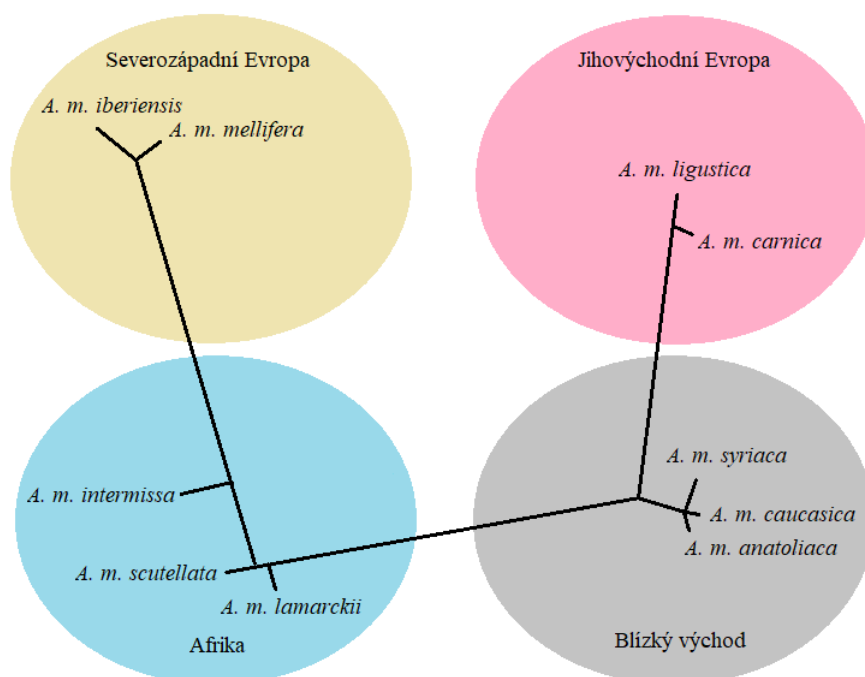 Severozápadní Evropa
A. m. iberiensis
A. m. mellifera
Jihovýchodní Evropa
A. m. ligustica
A. m. carnica
A. m. intermissa
A. m. scutellata
A. m. lamarckii
Afrika
A. m. syriaca
A. m. caucasica
A. m. anatoliaca
Blízký východ